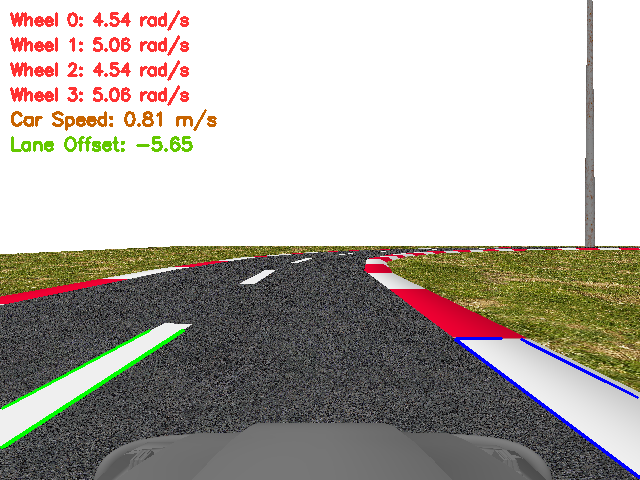 Wheel 0: 4.54 rad/s
Wheel 1: 5.06 rad/s
Wheel 2: 4.54 rad/s
Wheel 3: 5.06 rad/s
Car Speed: 0.81 m/s
Lane Offset: -5.65